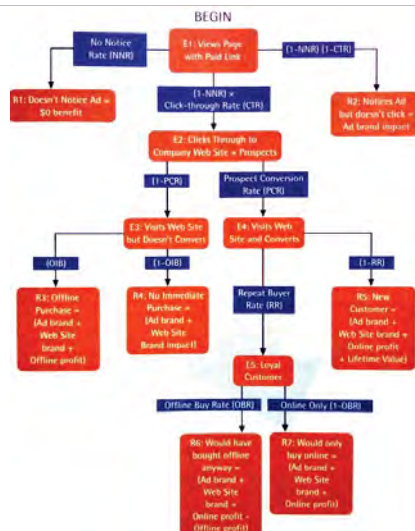 BEGIN
No Notice
Rate (NNR)
E1: Views Page
with Paid Link
(1-NNR) (1-CTR)
R1: Doesn't Notice Ad =
$0 benefit
(1-NNR) ×
Click-through Rate (CTR)
R2: Notices Ad
but doesn't click =
Ad brand impact
E2: Clicks Through to
Company Web Site = Prospects
(1-PCR)
Prospect Conversion
Rate (PCR)
E3: Visits Web Site
but Doesn't Convert
E4: Visits Web
Site and Converts
(OIB)
(1-OIB)
(1-RR)
R3: Offline
Purchase =
(Ad brand +
Web Site
brand +
Offline profit)
R4: No Immediate
Purchase =
(Ad brand +
Web Site
Brand impact)
Repeat Buyer
Rate (RR)
R5: New
Customer =
(Ad brand +
Web Site brand +
Online profit
+ Lifetime Value)
E5: Loyal
Customer
Offline Buy Rate (OBR)
Online Only (1-OBR)
R6: Would have
bought offline
anyway =
(Ad brand +
Web Site
brand +
Online profit -
Offline profit)
R7: Would only
buy online =
(Ad brand +
Web Site
brand +
Online profit)